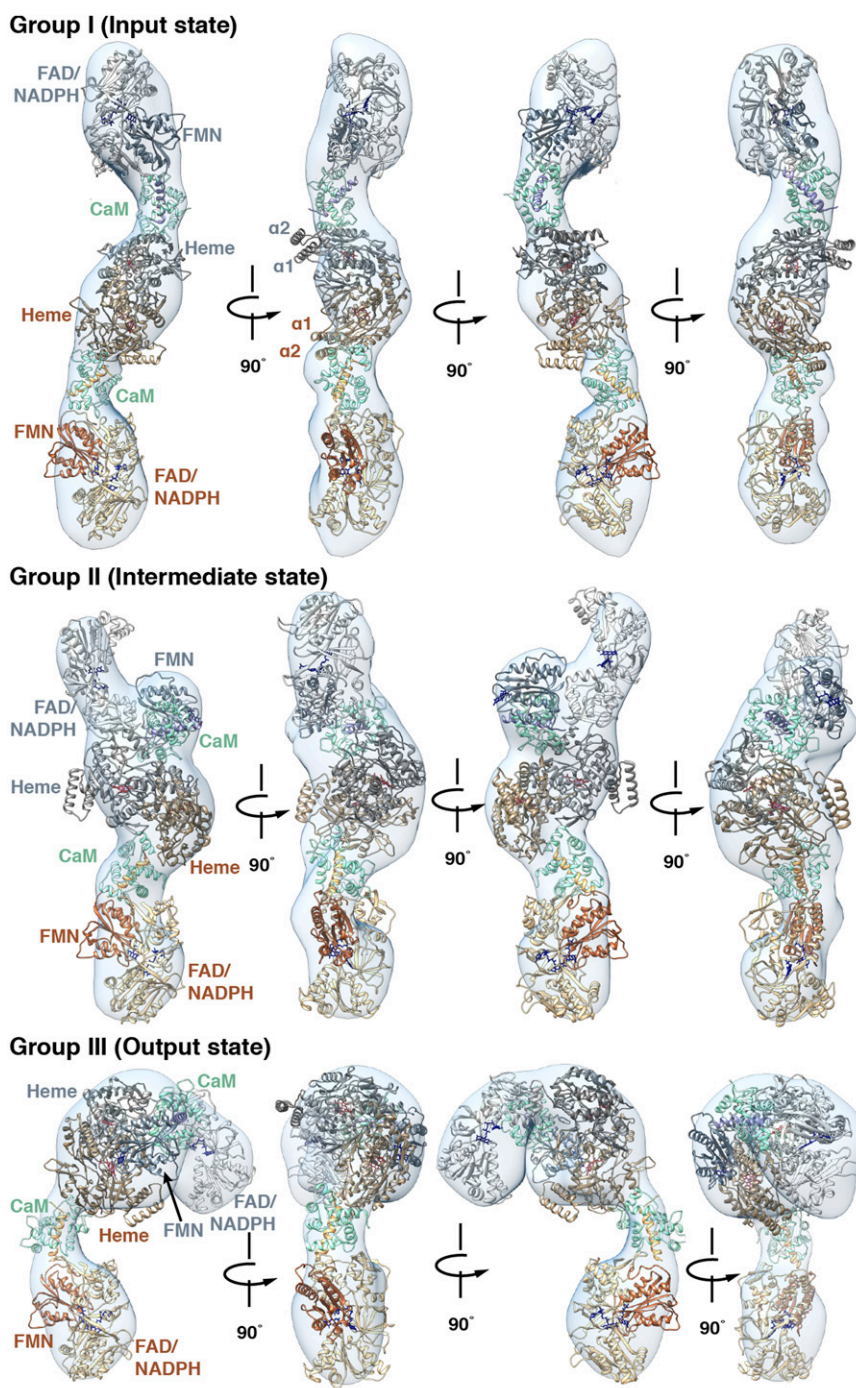 Group I (Input state)
FAD/
NADPH
FMN
CaM
Heme
α2
α1
Heme
α1
α2
90°
90°
90°
CaM
FMN
FAD/
NADPH
Group II (Intermediate state)
FMN
FAD/
NADPH
CaM
Heme
CaM
Heme
90°
90°
90°
FMN
FAD/
NADPH
Group III (Output state)
Heme
CaM
CaM
Heme
FMN
FAD/
NADPH
90°
90°
90°
FMN
FAD/
NADPH